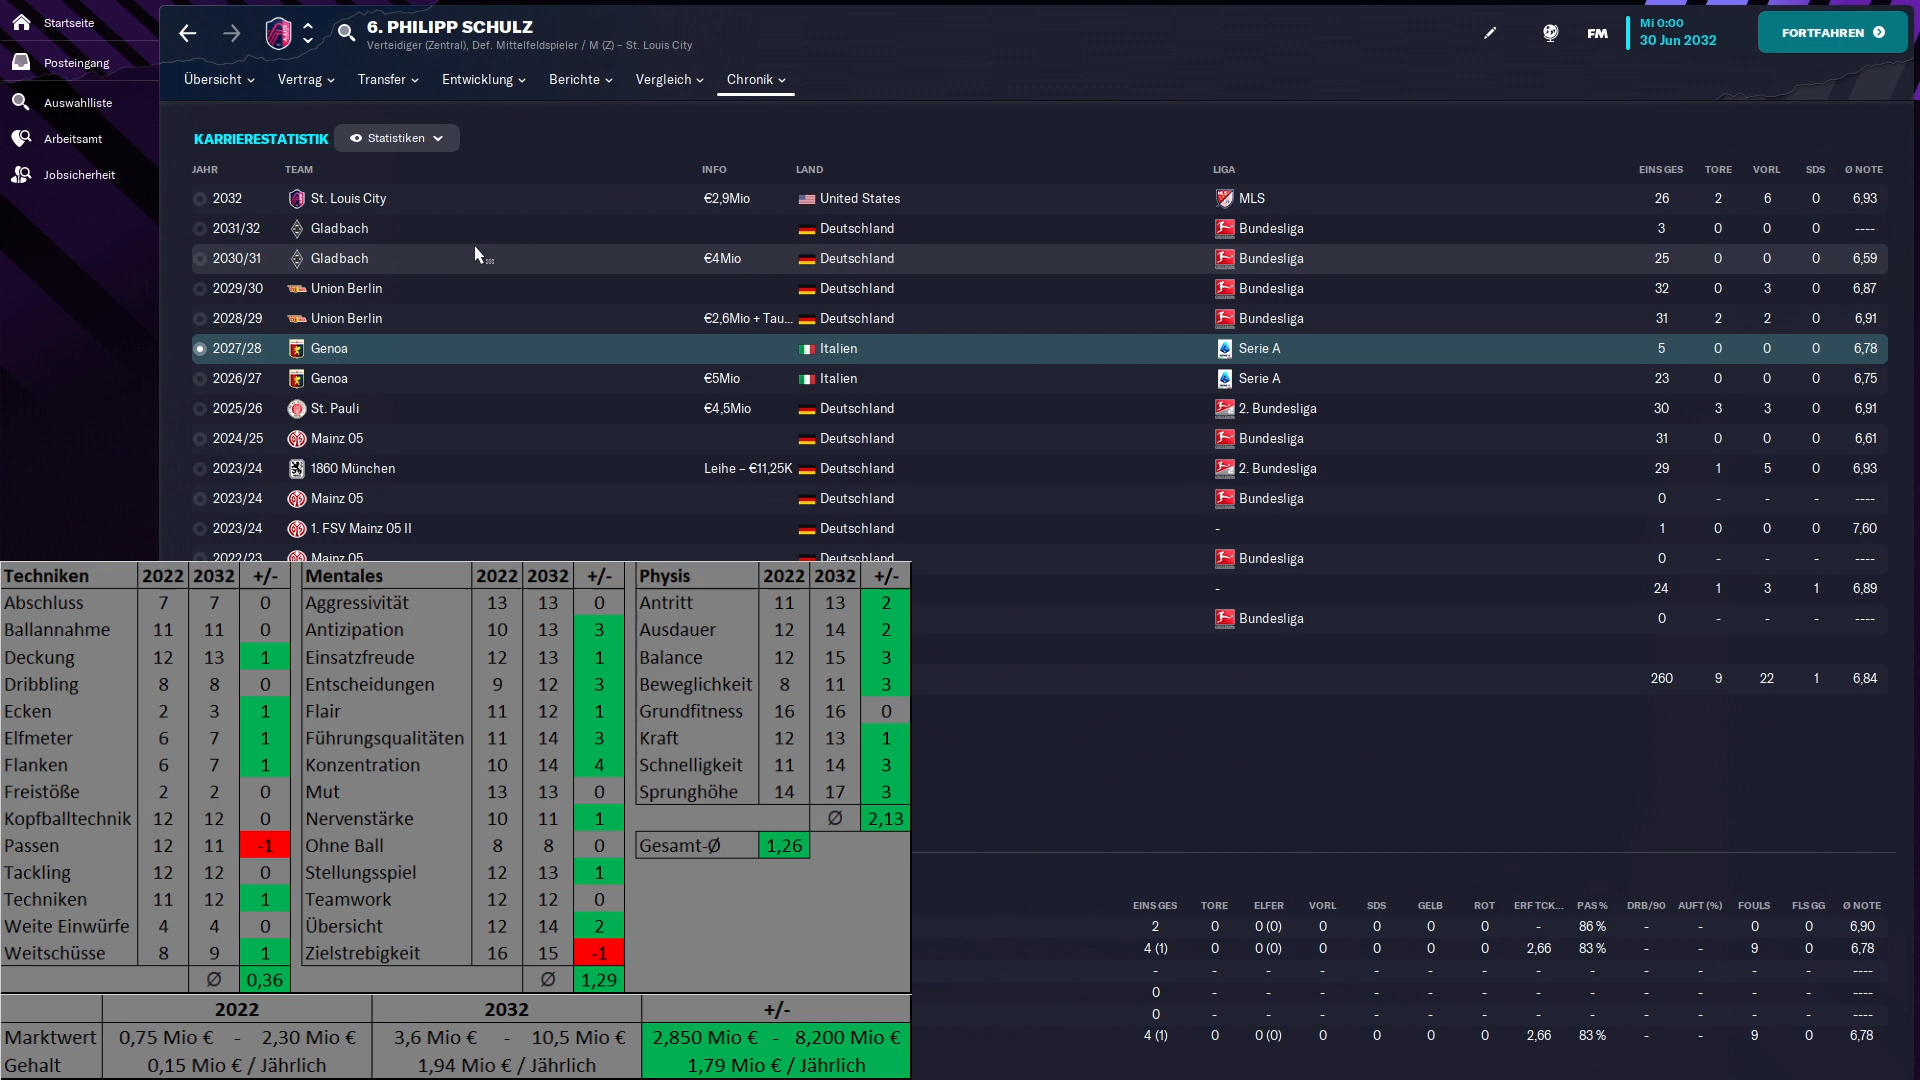 Startseite
Posteingang
Auswahlliste
Arbeitsamt
Jobsicherheit
6. PHILIPP SCHULZ
Verteidiger (Zentral), Def. Mittelfeldspieler / M (Z) – St. Louis City
FM
Mi 0:00
30 Jun 2032
FORTFAHREN
Übersicht Vertrag Transfer Entwicklung Berichte Vergleich Chronik
KARRIERESTATISTIK Statistiken
JAHR TEAM INFO LAND LIGA EINSGES TORE VORL SDS Ø NOTE
2032 St. Louis City €2,9Mio United States MLS 26 2 6 0 6,93
2031/32 Gladbach Deutschland Bundesliga 3 0 0 0 ----
2030/31 Gladbach €4Mio Deutschland Bundesliga 25 0 0 0 6,59
2029/30 Union Berlin Deutschland Bundesliga 32 0 3 0 6,87
2028/29 Union Berlin €2,6Mio + Tau... Deutschland Bundesliga 31 2 2 0 6,91
2027/28 Genoa Italien Serie A 5 0 0 0 6,78
2026/27 Genoa €5Mio Italien Serie A 23 0 0 0 6,75
2025/26 St. Pauli €4,5Mio Deutschland 2. Bundesliga 30 3 3 0 6,91
2024/25 Mainz 05 Deutschland Bundesliga 31 0 0 0 6,61
2023/24 1860 München Leihe – €11,25K Deutschland 2. Bundesliga 29 1 5 0 6,93
2023/24 Mainz 05 Deutschland Bundesliga 0 - - - ----
2023/24 1. FSV Mainz 05 II Deutschland - 1 0 0 0 7,60
2022/23 Mainz 05 Deutschland Bundesliga 0 - - - ----
- 24 1 3 1 6,89
Bundesliga 0 - - - ----
260 9 22 1 6,84
Techniken 2022 2032 +/- Mentales 2022 2032 +/- Physis 2022 2032 +/-
Abschluss 7 7 0 Aggressivität 13 13 0 Antritt 11 13 2
Ballannahme 11 11 0 Antizipation 10 13 3 Ausdauer 12 14 2
Deckung 12 13 1 Einsatzfreude 12 13 1 Balance 12 15 3
Dribbling 8 8 0 Entscheidungen 9 12 3 Beweglichkeit 8 11 3
Ecken 2 3 1 Flair 11 12 1 Grundfitness 16 16 0
Elfmeter 6 7 1 Führungsqualitäten 11 14 3 Kraft 12 13 1
Flanken 6 7 1 Konzentration 10 14 4 Schnelligkeit 11 14 3
Freistöße 2 2 0 Mut 13 13 0 Sprunghöhe 14 17 3
Kopfballtechnik 12 12 0 Nervenstärke 10 11 1 Ø 2,13
Passen 12 11 -1 Ohne Ball 8 8 0 Gesamt-Ø 1,26
Tackling 12 12 0 Stellungsspiel 12 13 1
Techniken 11 12 1 Teamwork 12 12 0
Weite Einwürfe 4 4 0 Übersicht 12 14 2
Weitschüsse 8 9 1 Zielstrebigkeit 16 15 -1
Ø 0,36 Ø 1,29
2022 2032 +/-
Marktwert 0,75 Mio € - 2,30 Mio € 3,6 Mio € - 10,5 Mio € 2,850 Mio € - 8,200 Mio €
Gehalt 0,15 Mio € / Jährlich 1,94 Mio € / Jährlich 1,79 Mio € / Jährlich
EINSGES TORE ELFER VORL SDS GELB ROT ERF TCK... PAS % DRB/90 AUFT (%) FOULS FLSGG Ø NOTE
2 0 0 (0) 0 0 0 0 - 86 % - - 0 0 6,90
4 (1) 0 0 (0) 0 0 0 0 2,66 83 % - - 9 0 6,78
- - - - - - - - - - - - - ----
0 - - - - - - - - - - - - ----
0 - - - - - - - - - - - - ----
4 (1) 0 0 (0) 0 0 0 0 2,66 83 % - - 9 0 6,78